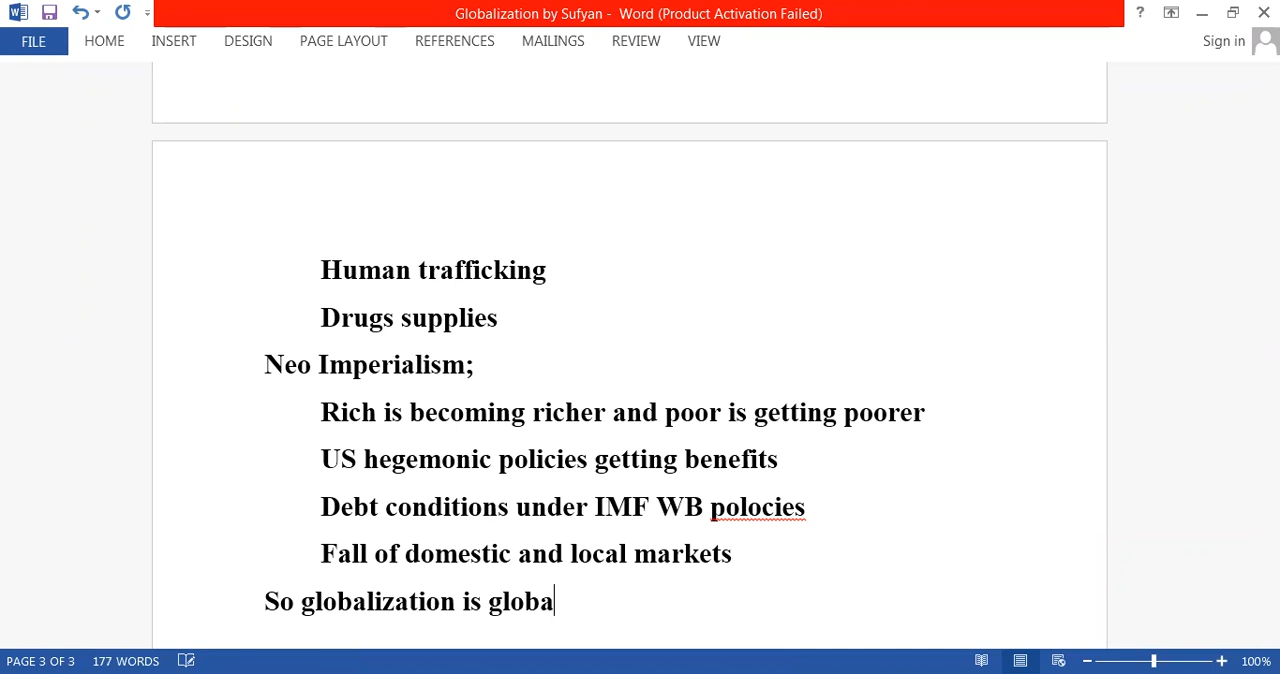 Globalization by Sufyan - Word (Product Activation Failed)
?
FILE HOME INSERT DESIGN PAGE LAYOUT REFERENCES MAILINGS REVIEW VIEW Sign in
Human trafficking
Drugs supplies
Neo Imperialism;
Rich is becoming richer and poor is getting poorer
US hegemonic policies getting benefits
Debt conditions under IMF WB polocies
Fall of domestic and local markets
So globalization is globa
PAGE 3 OF 3 177 WORDS 100%